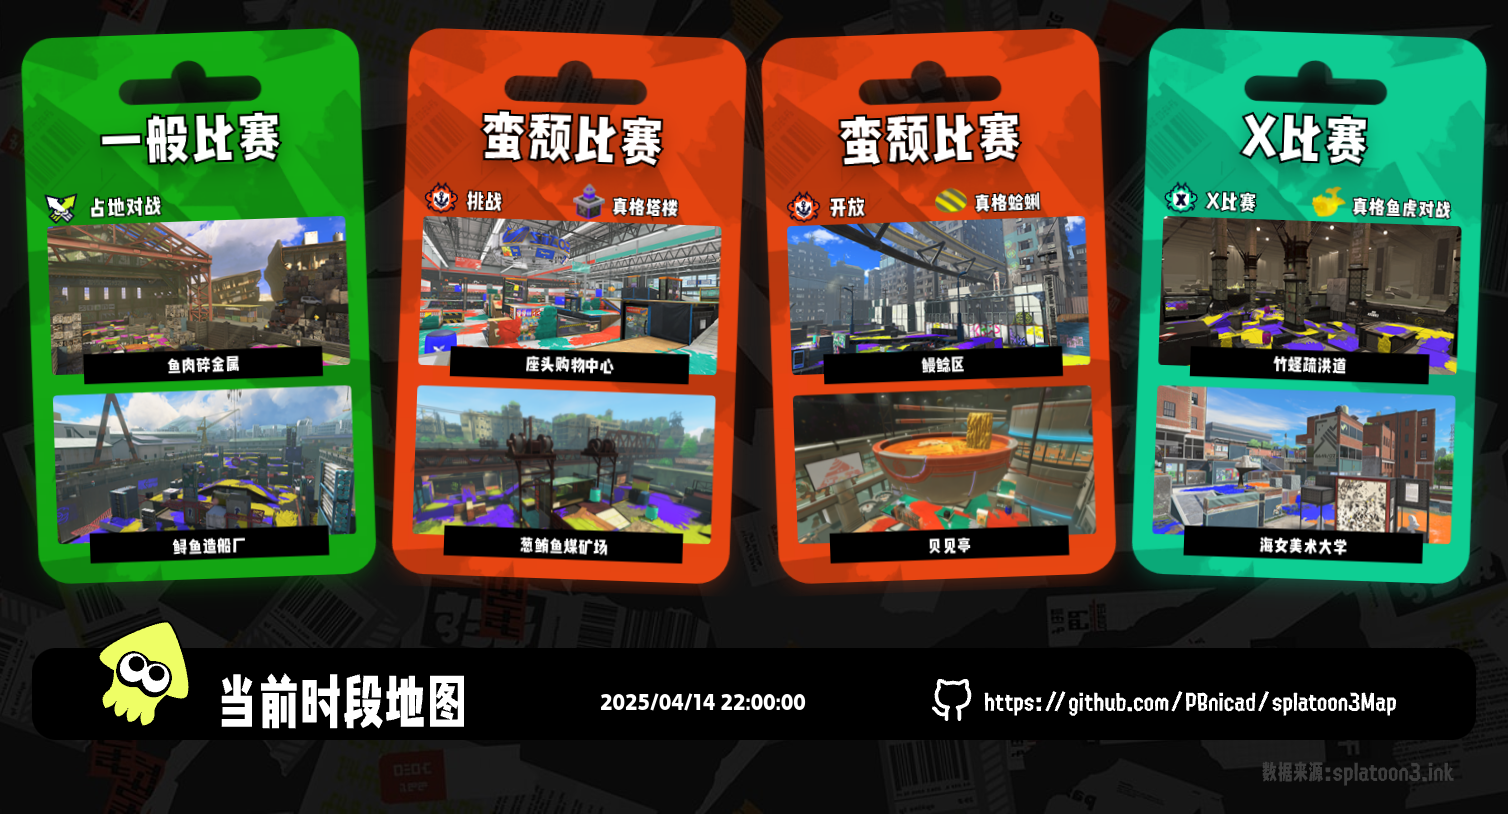 一般比赛
占地对战
鱼肉碎金属
鲟鱼造船厂
蛮颓比赛
挑战
真格塔楼
座头购物中心
葱鲔鱼煤矿场
蛮颓比赛
开放
真格蛤蜊
鳗鲶区
贝贝亭
X比赛
X比赛
真格鱼虎对战
竹蛏疏洪道
海女美术大学
当前时段地图
2025/04/14 22:00:00
https://github.com/PBnicad/splatoon3Map
数据来源:splatoon3.ink